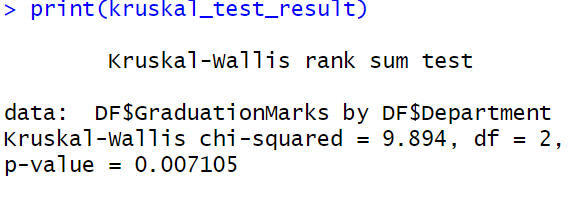 > print(kruskal_test_result)
Kruskal-Wallis rank sum test
data:  DF$GraduationMarks by DF$Department
Kruskal-Wallis chi-squared = 9.894, df = 2,
p-value = 0.007105